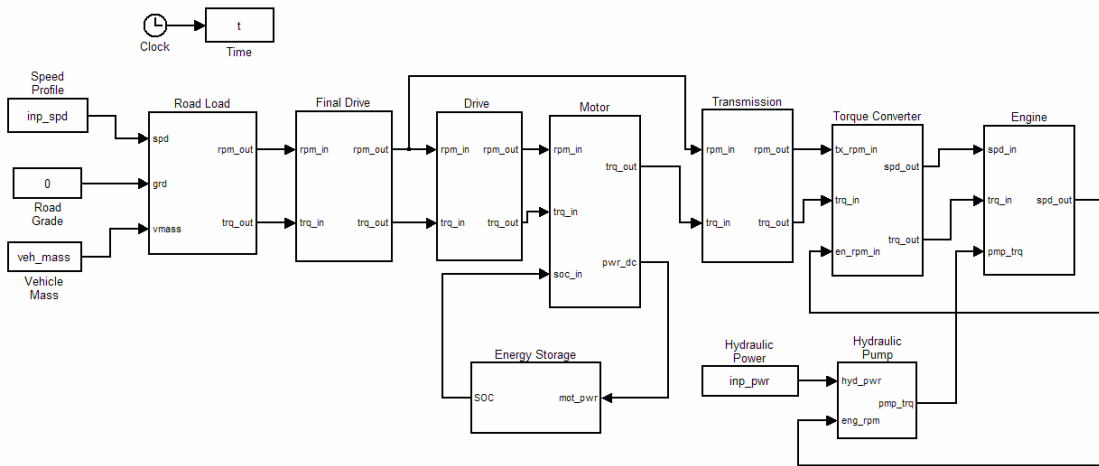 t
Clock
Time
Speed
Profile
inp_spd
0
Road
Grade
veh_mass
Vehicle
Mass
Road Load
spd
grd
vmass
rpm_out
trq_out
Final Drive
rpm_in
trq_in
rpm_out
trq_out
Drive
rpm_in
trq_in
rpm_out
trq_out
Motor
rpm_in
trq_in
soc_in
trq_out
pwr_dc
Energy Storage
SOC
mot_pwr
Transmission
rpm_in
trq_in
rpm_out
trq_out
Torque Converter
tx_rpm_in
trq_in
en_rpm_in
spd_out
trq_out
Engine
spd_in
trq_in
pmp_trq
spd_out
Hydraulic
Power
inp_pwr
Hydraulic
Pump
hyd_pwr
eng_rpm
pmp_trq